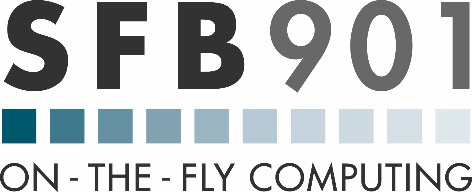 SFB901
ON - THE - FLY COMPUTING